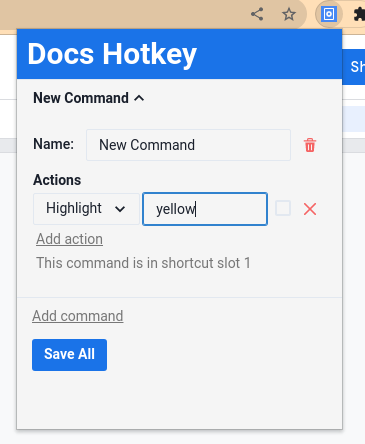 Docs Hotkey
Sh
New Command
Name: New Command
Actions
Highlight yellow
Add action
This command is in shortcut slot 1
Add command
Save All